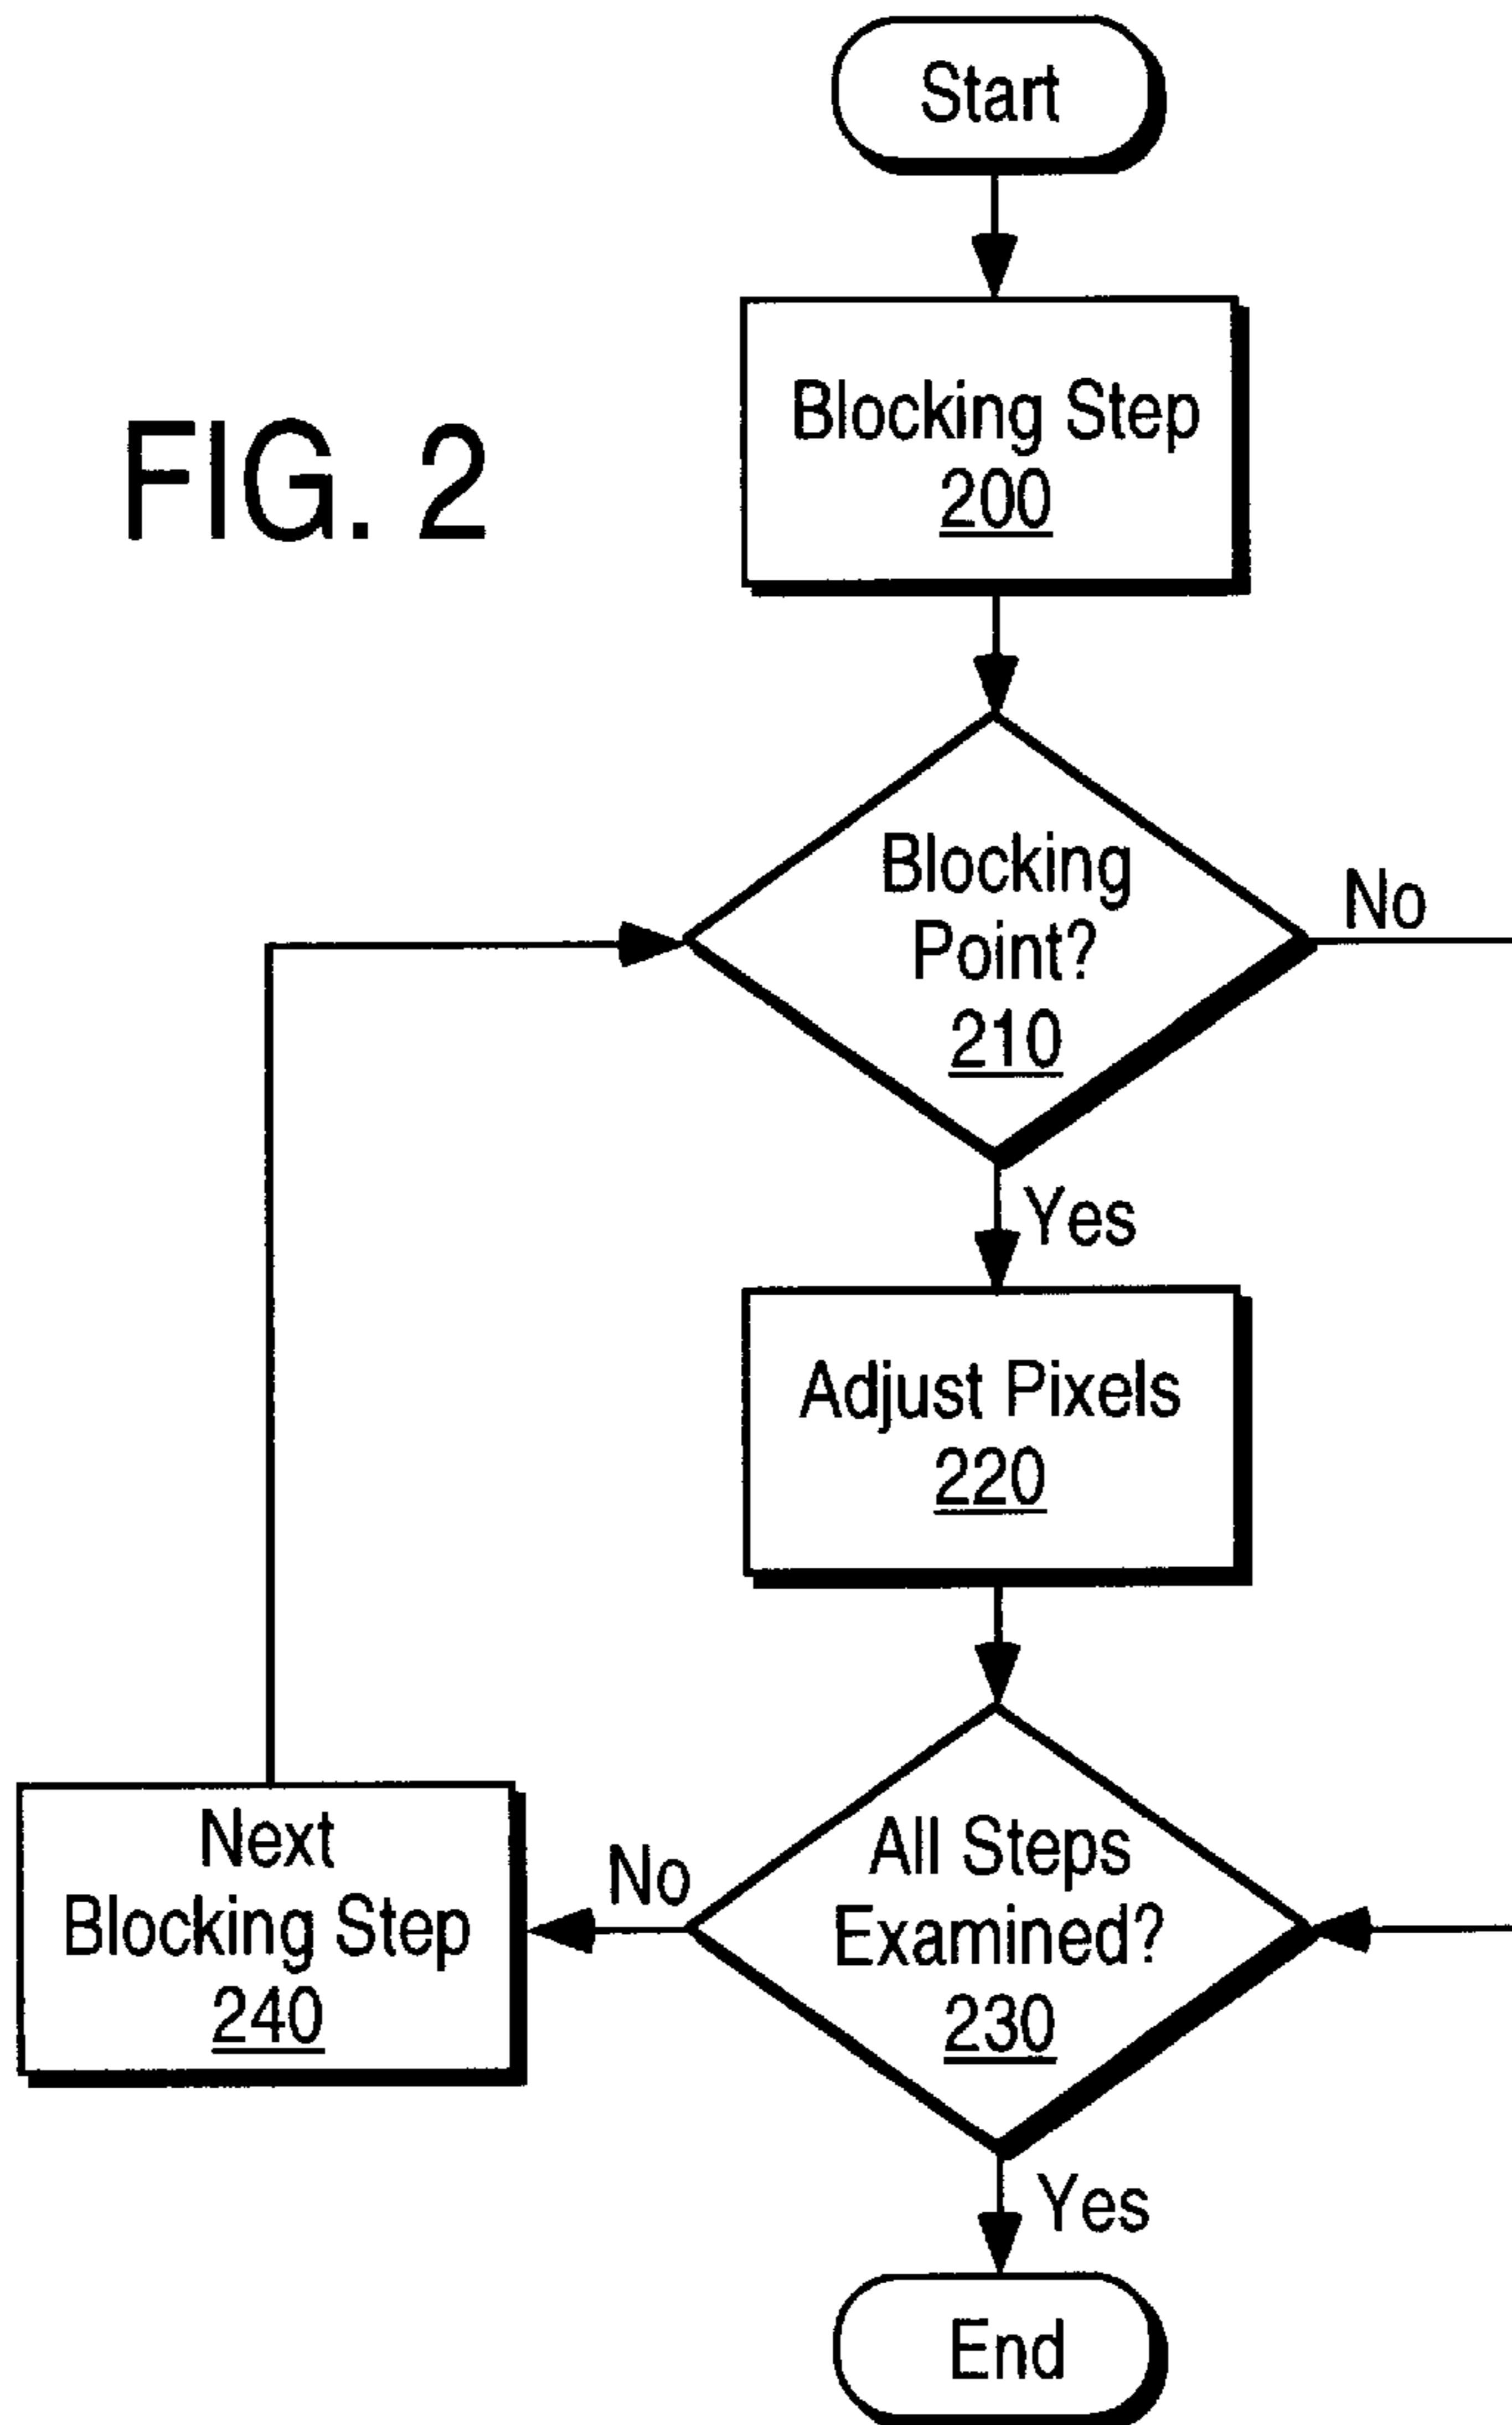 Start
FIG. 2
Blocking Step
200
Blocking
Point?
210
No
Yes
Adjust Pixels
220
All Steps
Examined?
230
No
Next
Blocking Step
240
Yes
End